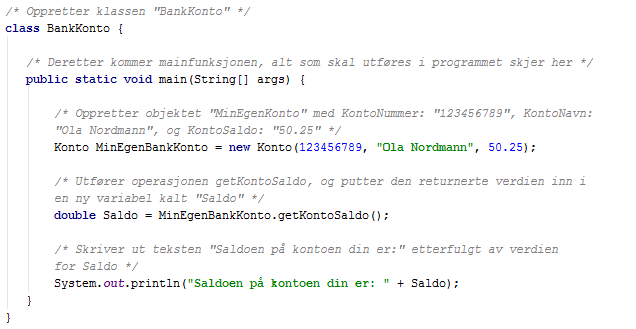 /* Oppretter klassen "BankKonto" */
class BankKonto {
/* Deretter kommer mainfunksjonen, alt som skal utføres i programmet skjer her */
public static void main(String[] args) {
/* Oppretter objektet "MinEgenKonto" med KontoNummer: "123456789", KontoNavn:
"Ola Nordmann", og KontoSaldo: "50.25" */
Konto MinEgenBankKonto = new Konto(123456789, "Ola Nordmann", 50.25);
/* Utfører operasjonen getKontoSaldo, og putter den returnerte verdien inn i
en ny variabel kalt "Saldo" */
double Saldo = MinEgenBankKonto.getKontoSaldo();
/* Skriver ut teksten "Saldoen på kontoen din er:" etterfulgt av verdien
for Saldo */
System.out.println("Saldoen på kontoen din er: " + Saldo);
}
}